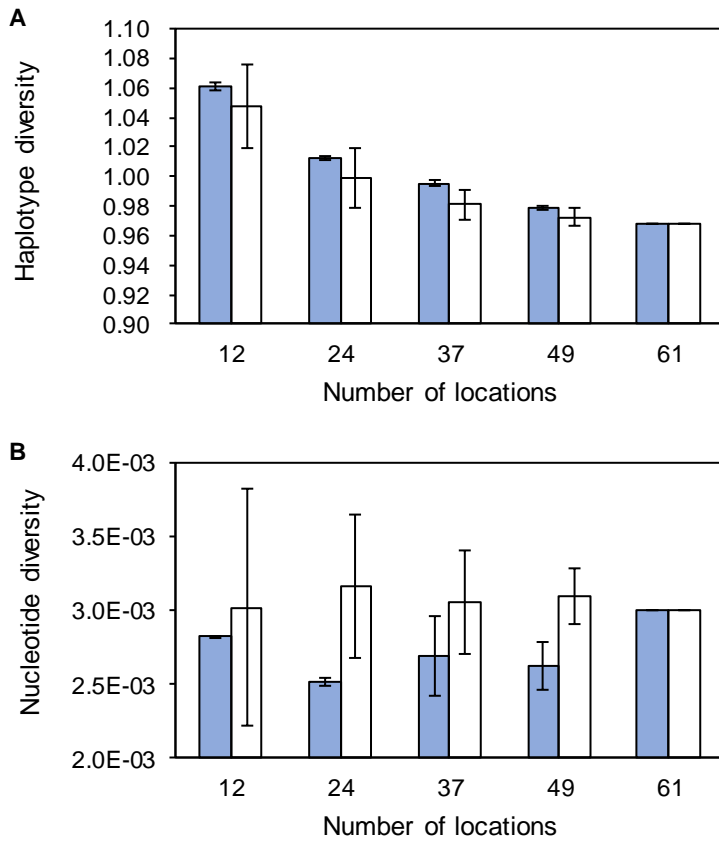 A
Haplotype diversity
1.10
1.08
1.06
1.04
1.02
1.00
0.98
0.96
0.94
0.92
0.90
12 24 37 49 61
Number of locations
B
Nucleotide diversity
4.0E-03
3.5E-03
3.0E-03
2.5E-03
2.0E-03
12 24 37 49 61
Number of locations